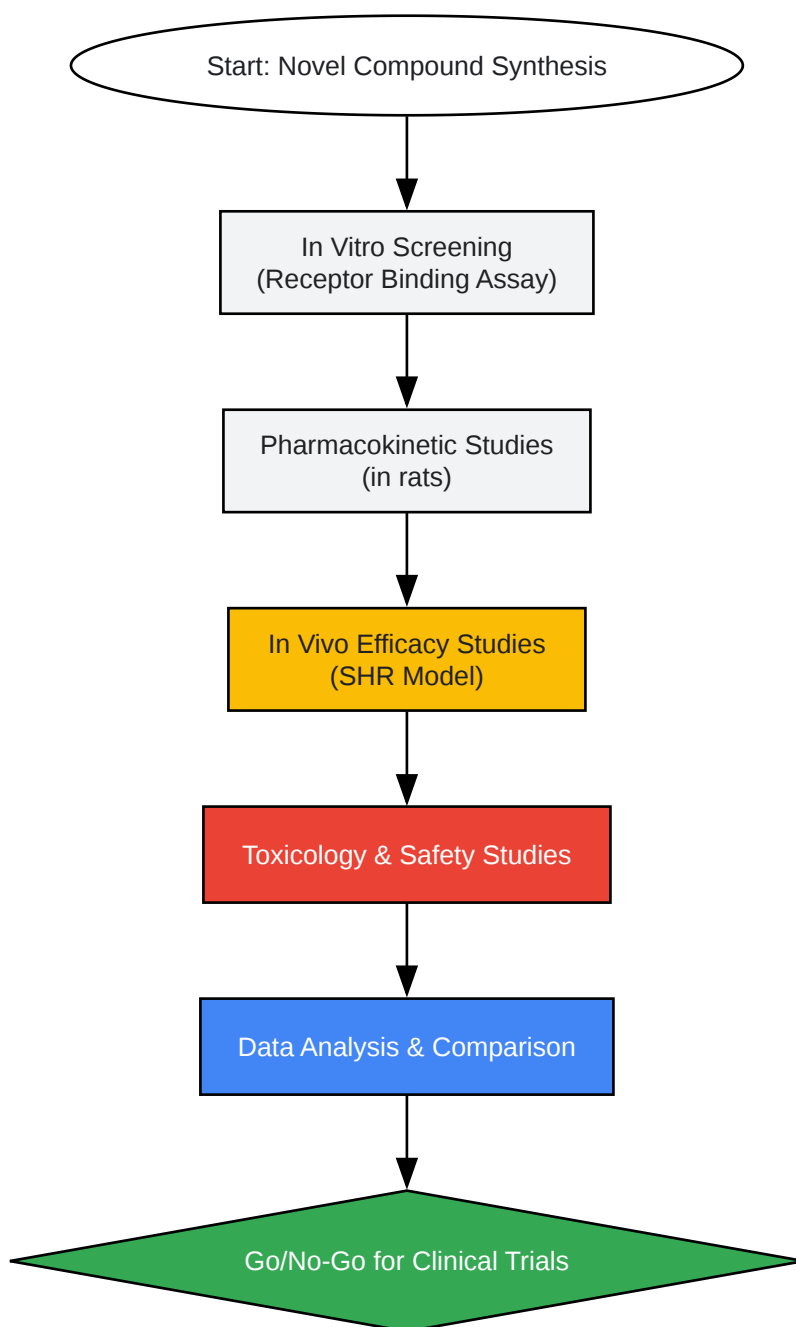 Start: Novel Compound Synthesis
In Vitro Screening
(Receptor Binding Assay)
Pharmacokinetic Studies
(in rats)
In Vivo Efficacy Studies
(SHR Model)
Toxicology & Safety Studies
Data Analysis & Comparison
Go/No-Go for Clinical Trials